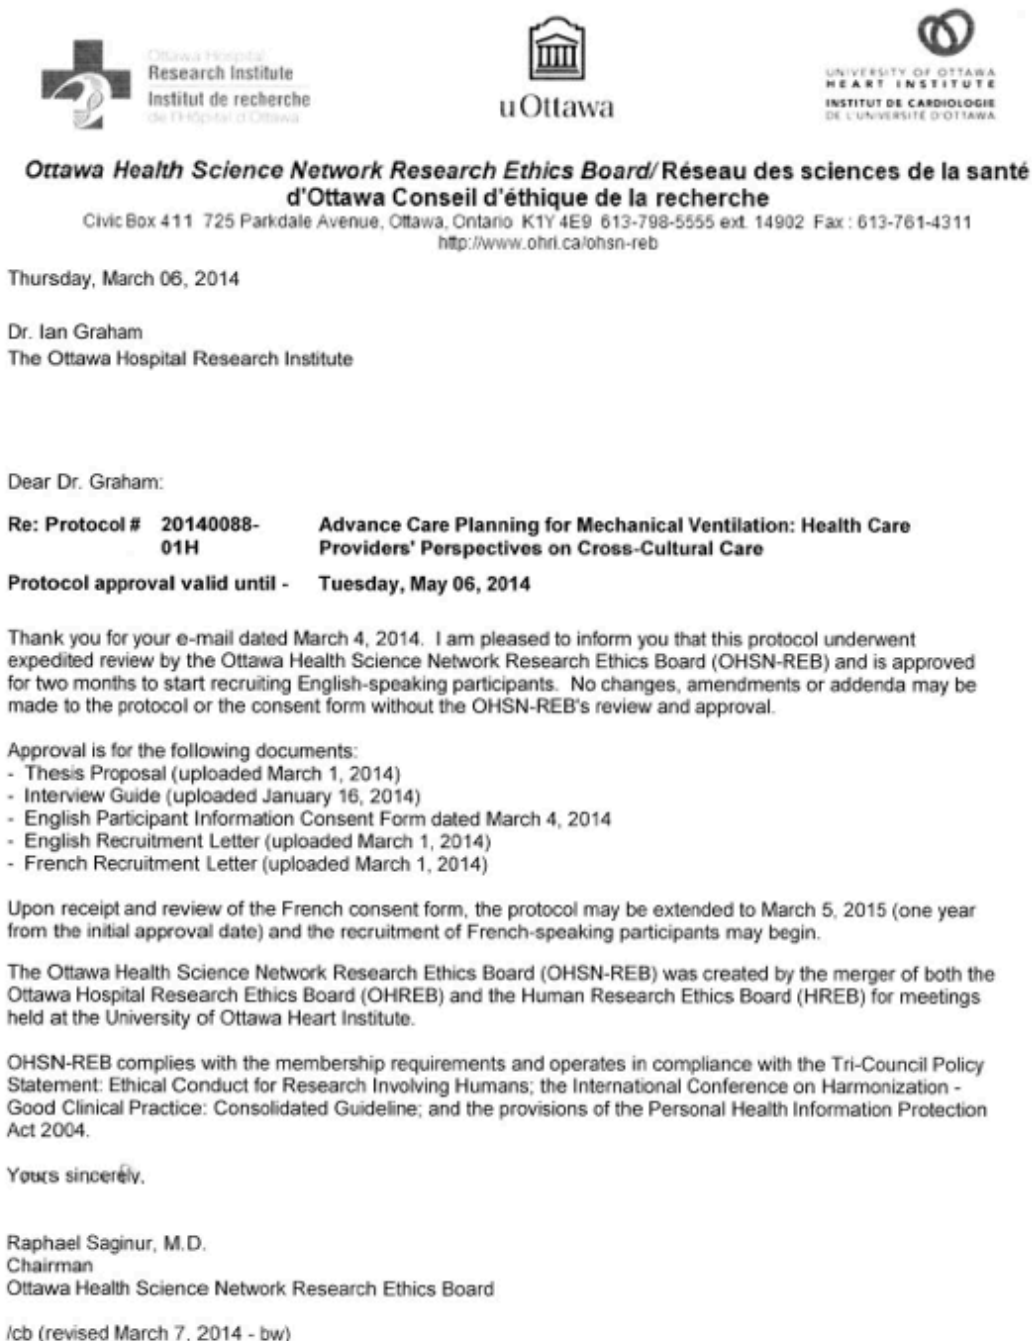 Ottawa Hospital
Research Institute
Institut de recherche
de l'Hôpital d'Ottawa
uOttawa
UNIVERSITY OF OTTAWA
HEART INSTITUTE
INSTITUT DE CARDIOLOGIE
DE L'UNIVERSITÉ D'OTTAWA
Ottawa Health Science Network Research Ethics Board/ Réseau des sciences de la santé
d'Ottawa Conseil d'éthique de la recherche
Civic Box 411 725 Parkdale Avenue, Ottawa, Ontario K1Y 4E9 613-798-5555 ext. 14902 Fax : 613-761-4311
http://www.ohri.ca/ohsn-reb
Thursday, March 06, 2014
Dr. Ian Graham
The Ottawa Hospital Research Institute
Dear Dr. Graham:
Re: Protocol # 20140088- Advance Care Planning for Mechanical Ventilation: Health Care
01H Providers' Perspectives on Cross-Cultural Care
Protocol approval valid until - Tuesday, May 06, 2014
Thank you for your e-mail dated March 4, 2014. I am pleased to inform you that this protocol underwent
expedited review by the Ottawa Health Science Network Research Ethics Board (OHSN-REB) and is approved
for two months to start recruiting English-speaking participants. No changes, amendments or addenda may be
made to the protocol or the consent form without the OHSN-REB's review and approval.
Approval is for the following documents:
- Thesis Proposal (uploaded March 1, 2014)
- Interview Guide (uploaded January 16, 2014)
- English Participant Information Consent Form dated March 4, 2014
- English Recruitment Letter (uploaded March 1, 2014)
- French Recruitment Letter (uploaded March 1, 2014)
Upon receipt and review of the French consent form, the protocol may be extended to March 5, 2015 (one year
from the initial approval date) and the recruitment of French-speaking participants may begin.
The Ottawa Health Science Network Research Ethics Board (OHSN-REB) was created by the merger of both the
Ottawa Hospital Research Ethics Board (OHREB) and the Human Research Ethics Board (HREB) for meetings
held at the University of Ottawa Heart Institute.
OHSN-REB complies with the membership requirements and operates in compliance with the Tri-Council Policy
Statement: Ethical Conduct for Research Involving Humans; the International Conference on Harmonization -
Good Clinical Practice: Consolidated Guideline; and the provisions of the Personal Health Information Protection
Act 2004.
Yours sincerely,
Raphael Saginur, M.D.
Chairman
Ottawa Health Science Network Research Ethics Board
/cb (revised March 7, 2014 - bw)